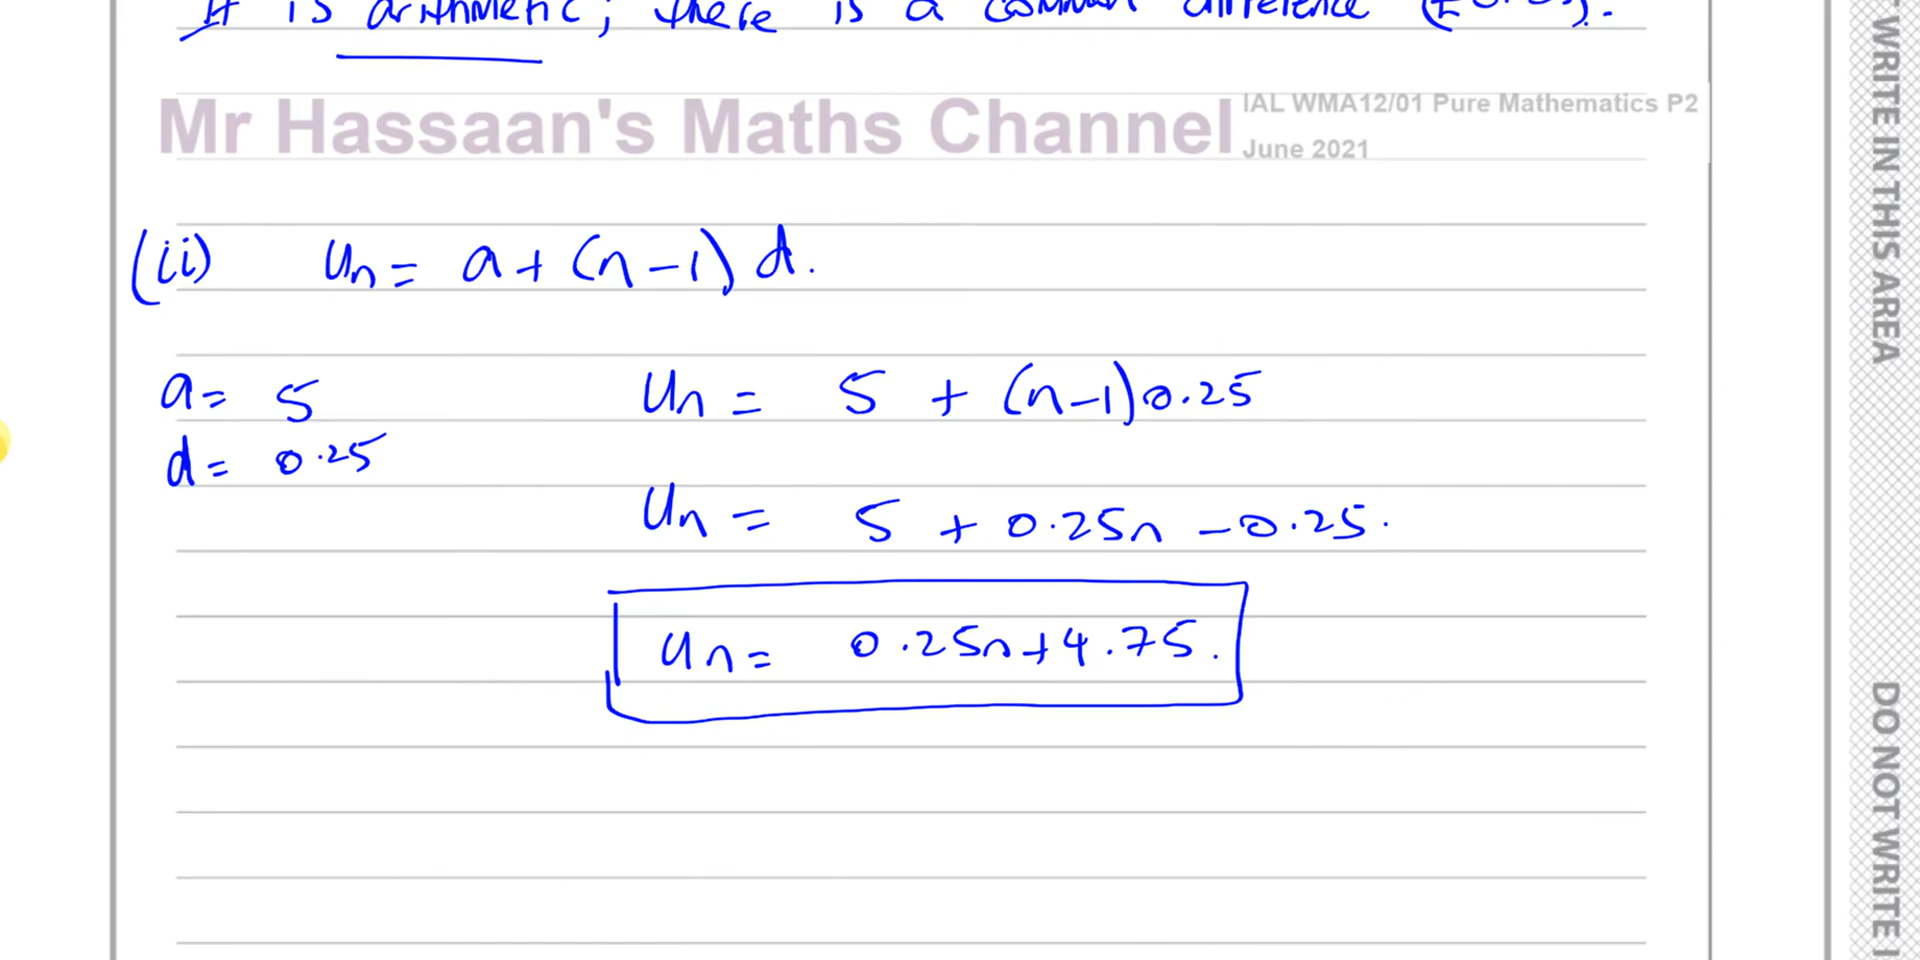 It is arithmetic; there is a common difference (£0.25).
Mr Hassaan's Maths Channel
IAL WMA12/01 Pure Mathematics P2
June 2021
(ii) Un = a + (n-1) d.
a = 5
Un = 5 + (n-1)0.25
d = 0.25
Un = 5 + 0.25n - 0.25.
Un = 0.25n + 4.75.
T WRITE IN THIS AREA
DO NOT WRITE I